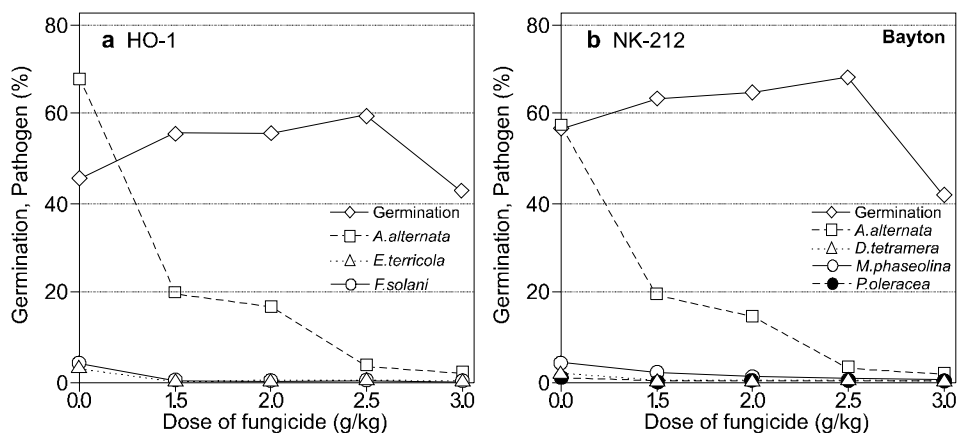 80
60
40
20
0
Germination, Pathogen (%)
a HO-1
Germination
A.alternata
E.terricola
F.solani
0.0 1.5 2.0 2.5 3.0
Dose of fungicide (g/kg)
80
60
40
20
0
Germination, Pathogen (%)
b NK-212
Bayton
Germination
A.alternata
D.tetramera
M.phaseolina
P.oleracea
0.0 1.5 2.0 2.5 3.0
Dose of fungicide (g/kg)